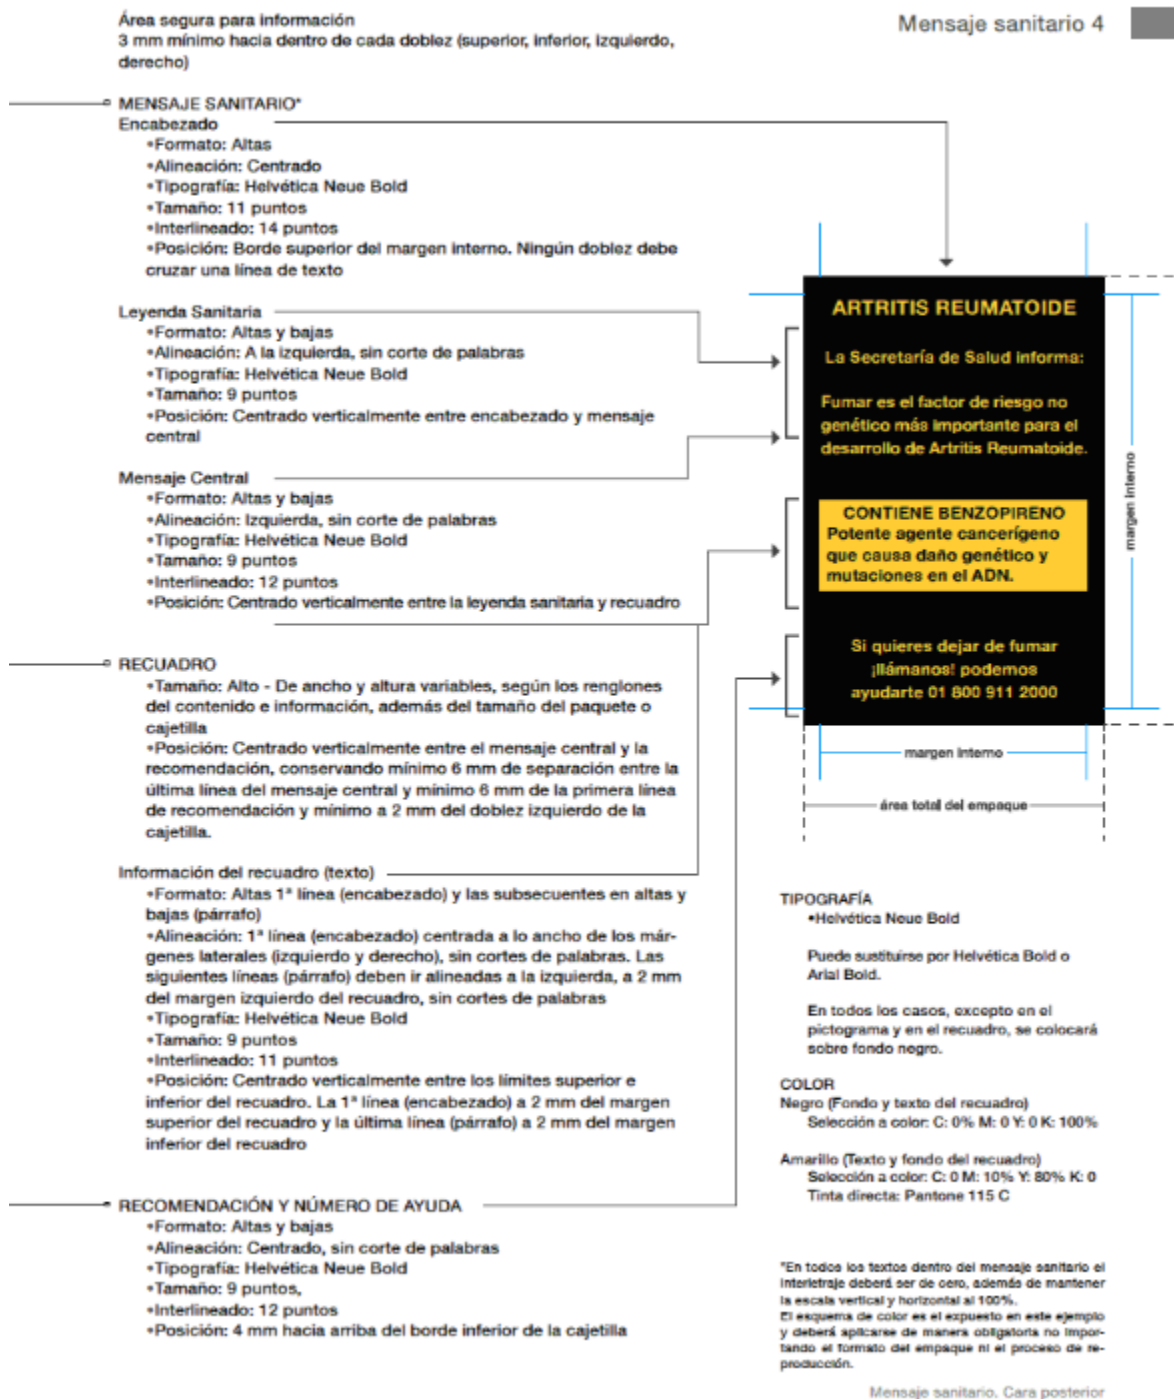 Área segura para información
3 mm mínimo hacia dentro de cada doblez (superior, inferior, izquierdo,
derecho)
Mensaje sanitario 4
MENSAJE SANITARIO*
Encabezado
•Formato: Altas
•Alineación: Centrado
•Tipografía: Helvética Neue Bold
•Tamaño: 11 puntos
•Interlineado: 14 puntos
•Posición: Borde superior del margen interno. Ningún doblez debe
cruzar una línea de texto
Leyenda Sanitaria
•Formato: Altas y bajas
•Alineación: A la izquierda, sin corte de palabras
•Tipografía: Helvética Neue Bold
•Tamaño: 9 puntos
•Posición: Centrado verticalmente entre encabezado y mensaje
central
Mensaje Central
•Formato: Altas y bajas
•Alineación: Izquierda, sin corte de palabras
•Tipografía: Helvética Neue Bold
•Tamaño: 9 puntos
•Interlineado: 12 puntos
•Posición: Centrado verticalmente entre la leyenda sanitaria y recuadro
RECUADRO
•Tamaño: Alto - De ancho y altura variables, según los renglones
del contenido e información, además del tamaño del paquete o
cajetilla
•Posición: Centrado verticalmente entre el mensaje central y la
recomendación, conservando mínimo 6 mm de separación entre la
última línea del mensaje central y mínimo 6 mm de la primera línea
de recomendación y mínimo a 2 mm del doblez izquierdo de la
cajetilla.
Información del recuadro (texto)
•Formato: Altas 1ª línea (encabezado) y las subsecuentes en altas y
bajas (párrafo)
•Alineación: 1ª línea (encabezado) centrada a lo ancho de los már-
genes laterales (izquierdo y derecho), sin cortes de palabras. Las
siguientes líneas (párrafo) deben ir alineadas a la izquierda, a 2 mm
del margen izquierdo del recuadro, sin cortes de palabras
•Tipografía: Helvética Neue Bold
•Tamaño: 9 puntos
•Interlineado: 11 puntos
•Posición: Centrado verticalmente entre los límites superior e
inferior del recuadro. La 1ª línea (encabezado) a 2 mm del margen
superior del recuadro y la última línea (párrafo) a 2 mm del margen
inferior del recuadro
RECOMENDACIÓN Y NÚMERO DE AYUDA
•Formato: Altas y bajas
•Alineación: Centrado, sin corte de palabras
•Tipografía: Helvética Neue Bold
•Tamaño: 9 puntos,
•Interlineado: 12 puntos
•Posición: 4 mm hacia arriba del borde inferior de la cajetilla
ARTRITIS REUMATOIDE
La Secretaría de Salud informa:
Fumar es el factor de riesgo no
genético más importante para el
desarrollo de Artritis Reumatoide.
CONTIENE BENZOPIRENO
Potente agente cancerígeno
que causa daño genético y
mutaciones en el ADN.
Si quieres dejar de fumar
¡llámanos! podemos
ayudarte 01 800 911 2000
margen interno
margen interno
área total del empaque
TIPOGRAFÍA
•Helvética Neue Bold
Puede sustituirse por Helvética Bold o
Arial Bold.
En todos los casos, excepto en el
pictograma y en el recuadro, se colocará
sobre fondo negro.
COLOR
Negro (Fondo y texto del recuadro)
Selección a color: C: 0% M: 0 Y: 0 K: 100%
Amarillo (Texto y fondo del recuadro)
Selección a color: C: 0 M: 10% Y: 80% K: 0
Tinta directa: Pantone 115 C
*En todos los textos dentro del mensaje sanitario el
interletraje deberá ser de cero, además de mantener
la escala vertical y horizontal al 100%.
El esquema de color es el expuesto en este ejemplo
y deberá aplicarse de manera obligatoria no impor-
tando el formato del empaque ni el proceso de re-
producción.
Mensaje sanitario. Cara posterior